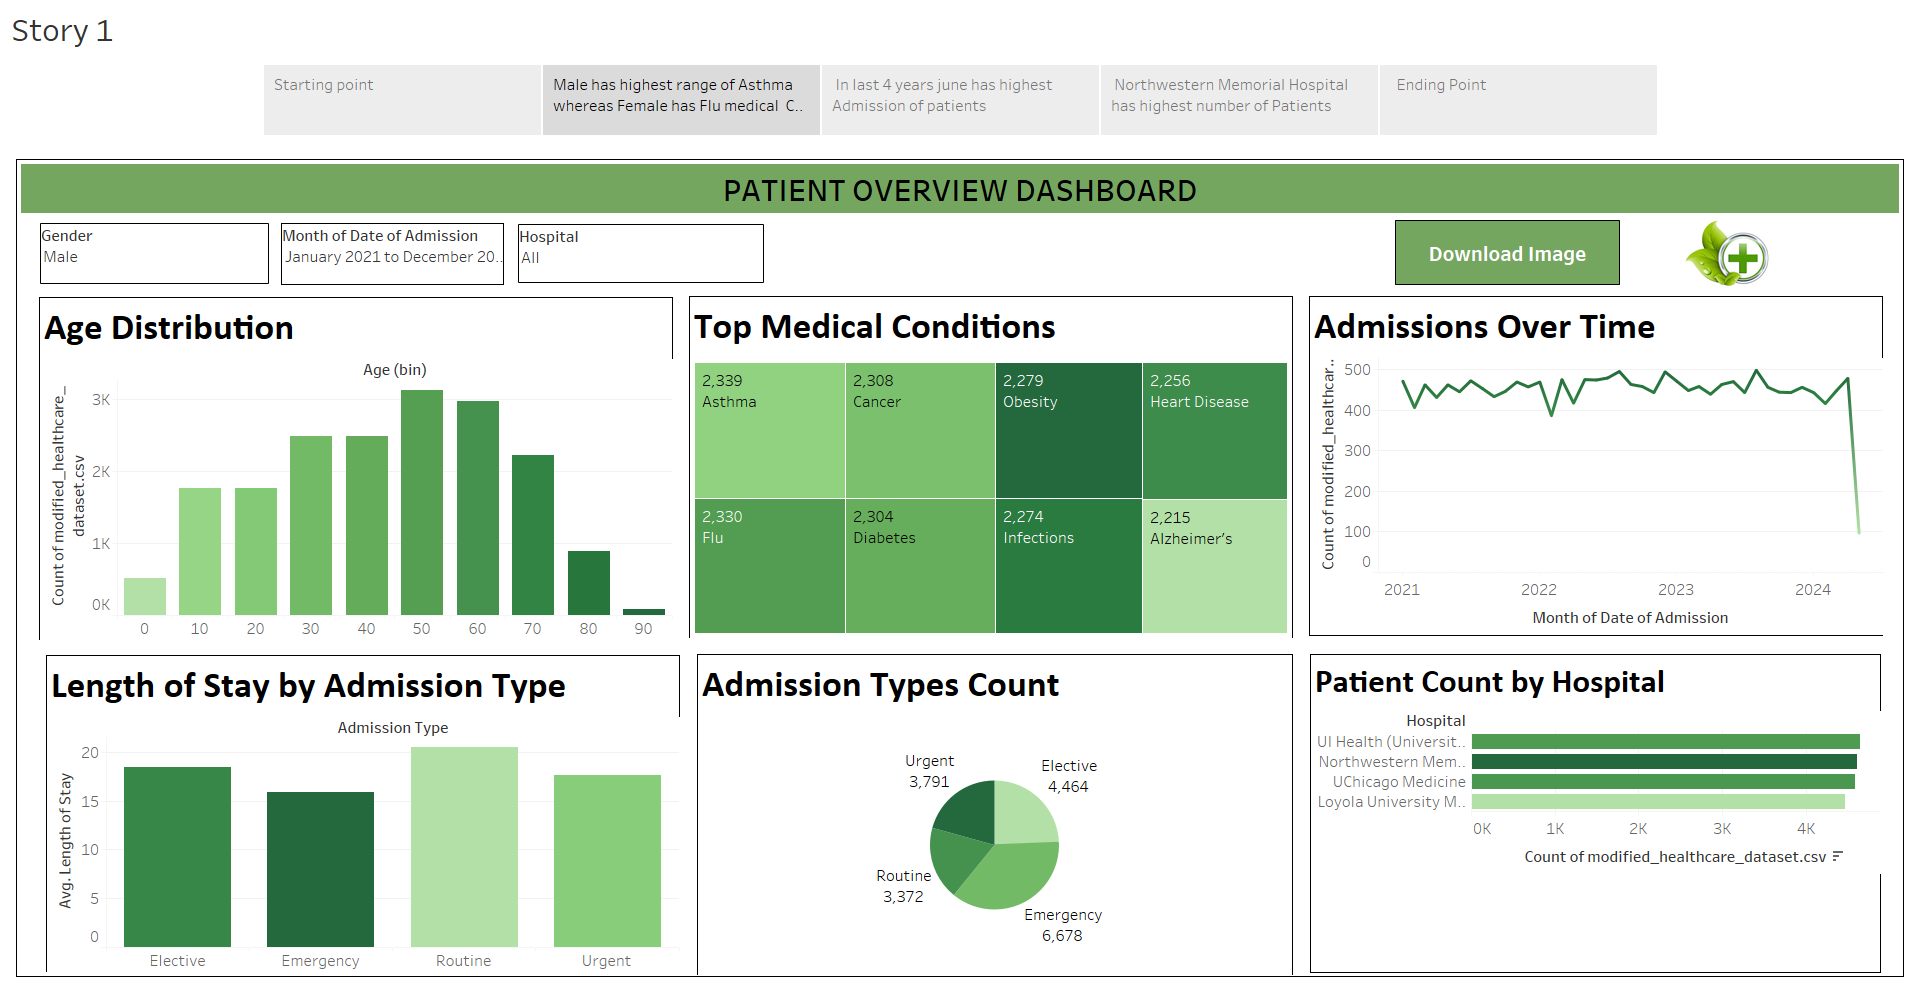 Story 1
Starting point
Male has highest range of Asthma
whereas Female has Flu medical C..
In last 4 years june has highest
Admission of patients
Northwestern Memorial Hospital
has highest number of Patients
Ending Point
PATIENT OVERVIEW DASHBOARD
Gender
Male
Month of Date of Admission
January 2021 to December 20..
Hospital
All
Download Image
Age Distribution
Age (bin)
Count of modified_healthcare_
dataset.csv
3K
2K
1K
0K
0 10 20 30 40 50 60 70 80 90
Top Medical Conditions
2,339
Asthma
2,308
Cancer
2,279
Obesity
2,256
Heart Disease
2,330
Flu
2,304
Diabetes
2,274
Infections
2,215
Alzheimer’s
Admissions Over Time
Count of modified_healthcar..
500
400
300
200
100
0
2021 2022 2023 2024
Month of Date of Admission
Length of Stay by Admission Type
Admission Type
Avg. Length of Stay
20
15
10
5
0
Elective Emergency Routine Urgent
Admission Types Count
Urgent
3,791
Elective
4,464
Routine
3,372
Emergency
6,678
Patient Count by Hospital
Hospital
UI Health (Universit..
Northwestern Mem..
UChicago Medicine
Loyola University M..
0K 1K 2K 3K 4K
Count of modified_healthcare_dataset.csv